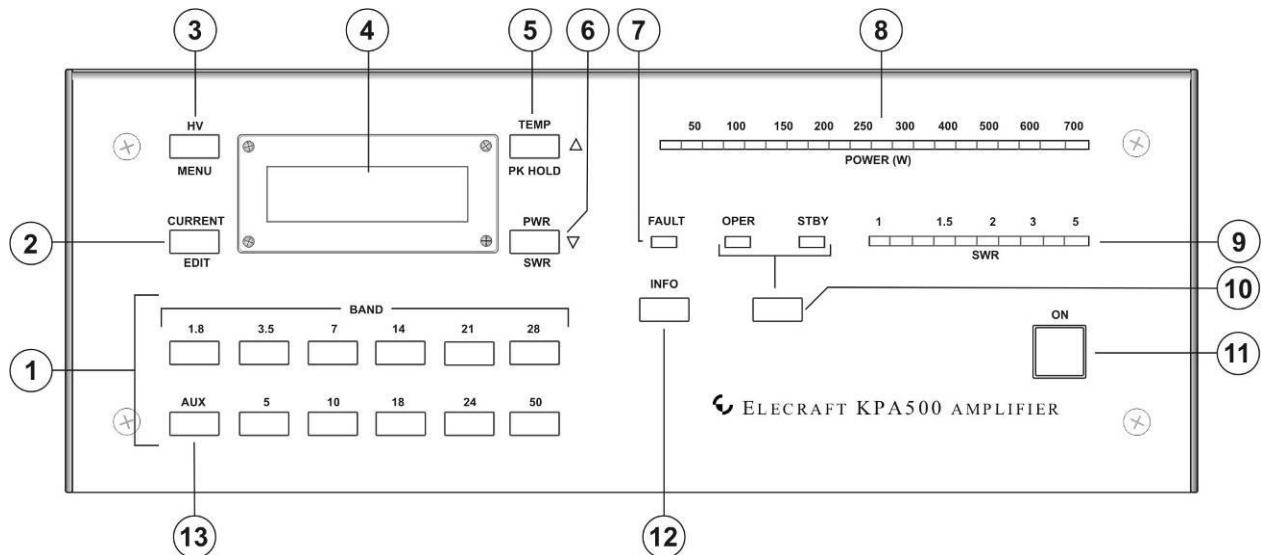 3
4
5
6
7
8
HV
MENU
TEMP
PK HOLD
50 100 150 200 250 300 400 500 600 700
POWER (W)
2
CURRENT
EDIT
PWR
SWR
FAULT
OPER
STBY
1 1.5 2 3 5
SWR
9
INFO
10
1
BAND
1.8 3.5 7 14 21 28
ON
11
AUX 5 10 18 24 50
ELECRAFT KPA500 AMPLIFIER
13
12